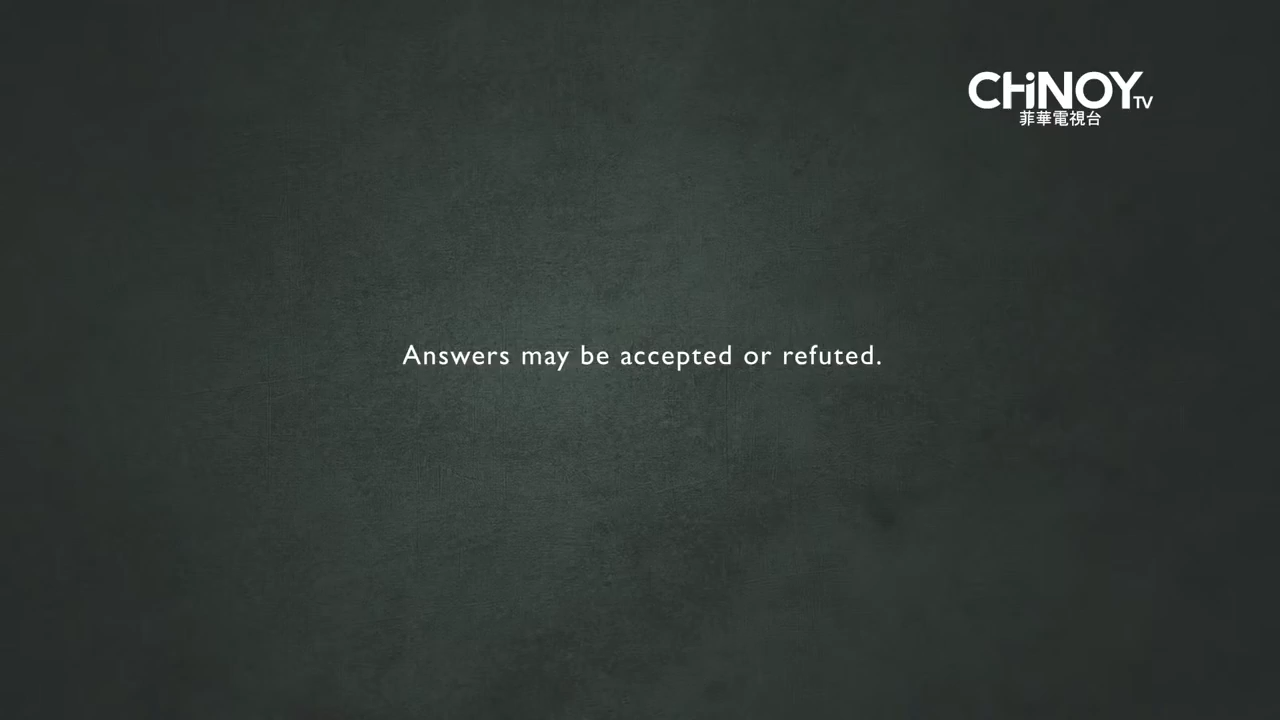 CHiNOY TV
菲華電視台
Answers may be accepted or refuted.